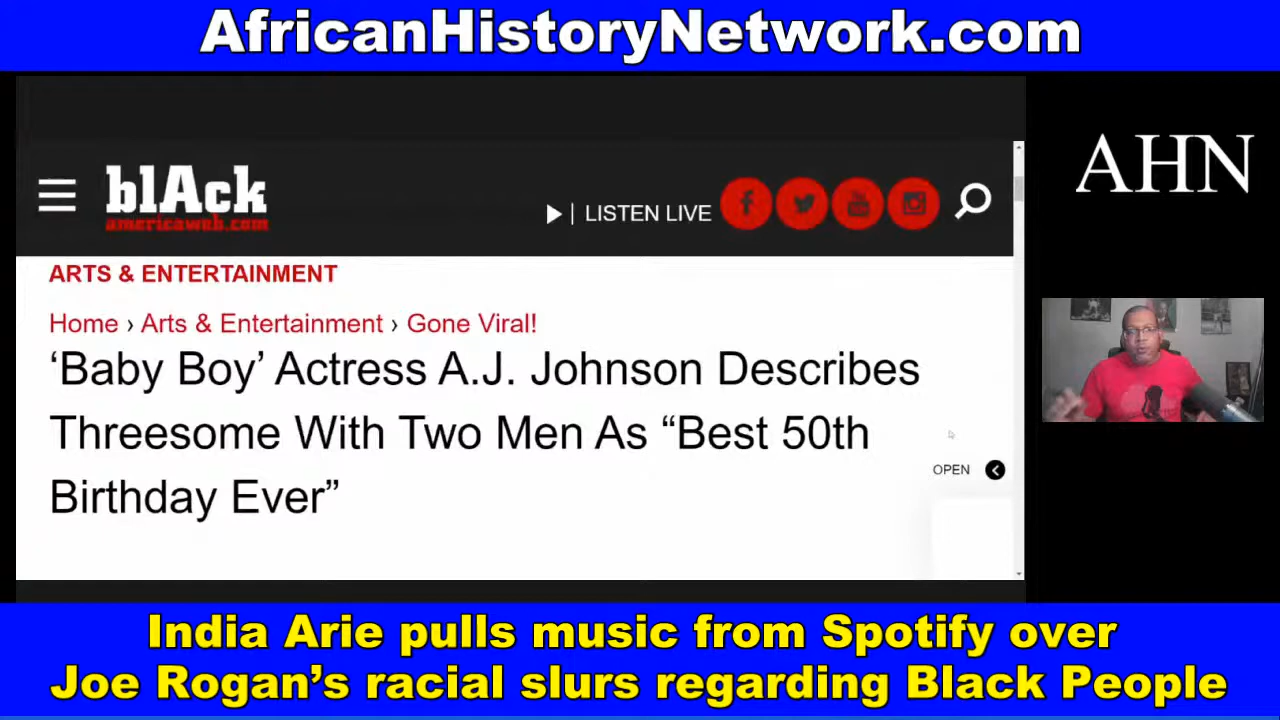 AfricanHistoryNetwork.com
blAck
americaweb.com
LISTEN LIVE
AHN
ARTS & ENTERTAINMENT
Home › Arts & Entertainment › Gone Viral!
‘Baby Boy’ Actress A.J. Johnson Describes
Threesome With Two Men As “Best 50th
Birthday Ever”
OPEN
India Arie pulls music from Spotify over
Joe Rogan’s racial slurs regarding Black People